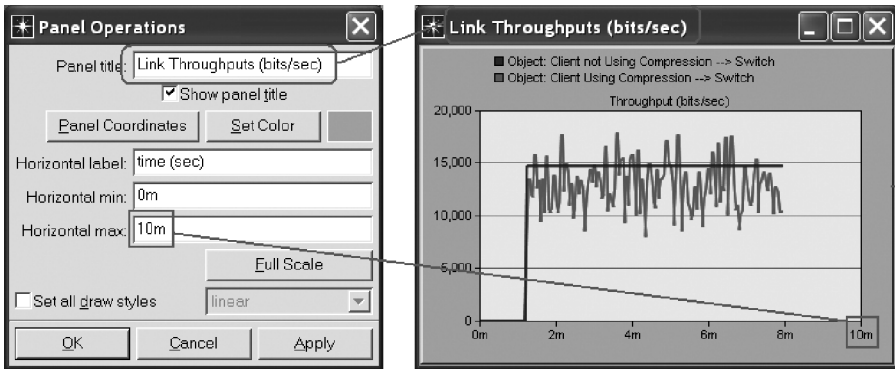 Panel Operations
Panel title: Link Throughputs (bits/sec)
Show panel title
Panel Coordinates
Set Color
Horizontal label: time (sec)
Horizontal min: 0m
Horizontal max: 10m
Full Scale
Set all draw styles
linear
OK
Cancel
Apply
Link Throughputs (bits/sec)
Object: Client not Using Compression --> Switch
Object: Client Using Compression --> Switch
Throughput (bits/sec)
20,000
15,000
10,000
5,000
0
0m 2m 4m 6m 8m 10m